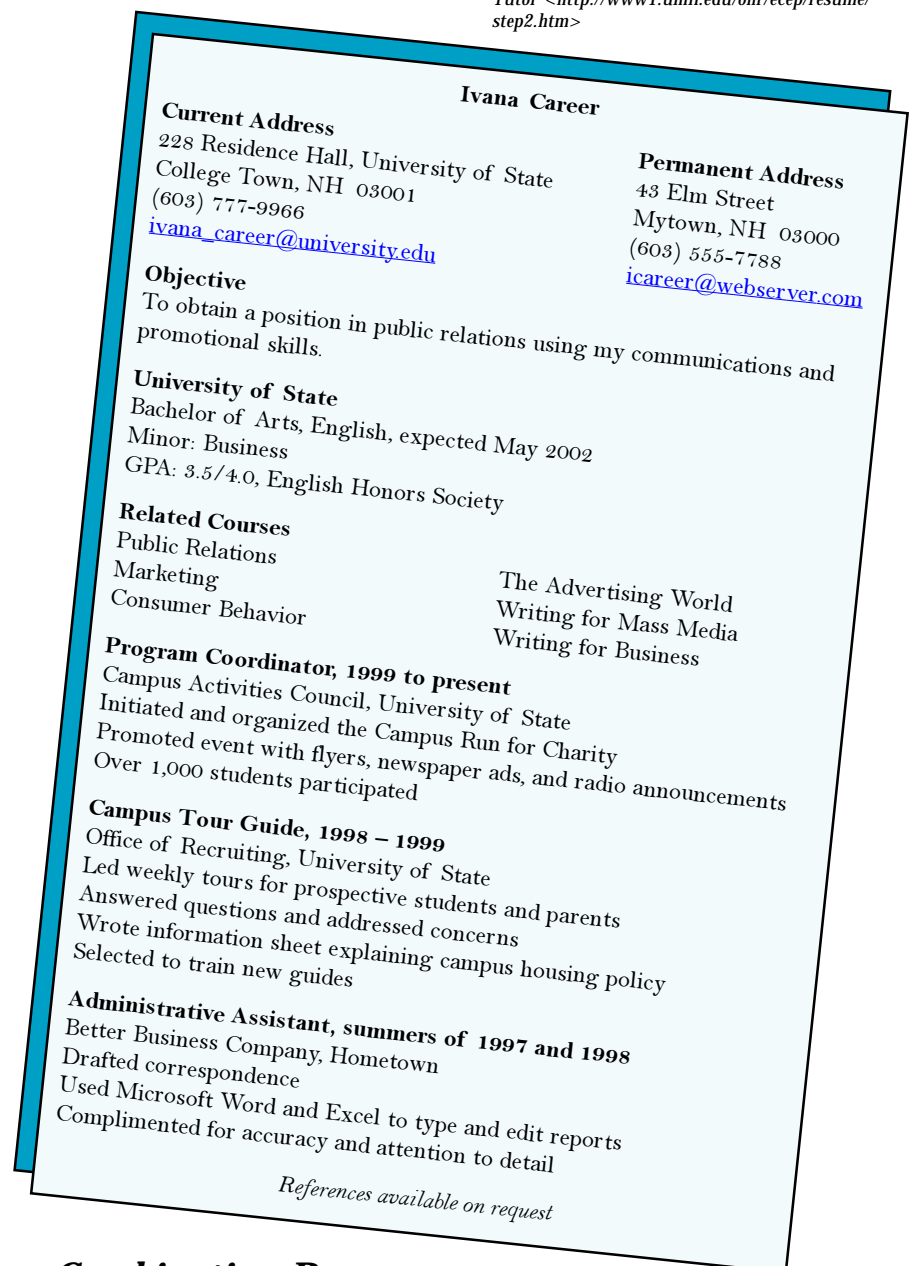 step2.htm>
Ivana Career
Current Address
228 Residence Hall, University of State
College Town, NH 03001
(603) 777-9966
ivana_career@university.edu
Permanent Address
43 Elm Street
Mytown, NH 03000
(603) 555-7788
icareer@webserver.com
Objective
To obtain a position in public relations using my communications and
promotional skills.
University of State
Bachelor of Arts, English, expected May 2002
Minor: Business
GPA: 3.5/4.0, English Honors Society
Related Courses
Public Relations
Marketing
Consumer Behavior
The Advertising World
Writing for Mass Media
Writing for Business
Program Coordinator, 1999 to present
Campus Activities Council, University of State
Initiated and organized the Campus Run for Charity
Promoted event with flyers, newspaper ads, and radio announcements
Over 1,000 students participated
Campus Tour Guide, 1998 – 1999
Office of Recruiting, University of State
Led weekly tours for prospective students and parents
Answered questions and addressed concerns
Wrote information sheet explaining campus housing policy
Selected to train new guides
Administrative Assistant, summers of 1997 and 1998
Better Business Company, Hometown
Drafted correspondence
Used Microsoft Word and Excel to type and edit reports
Complimented for accuracy and attention to detail
References available on request